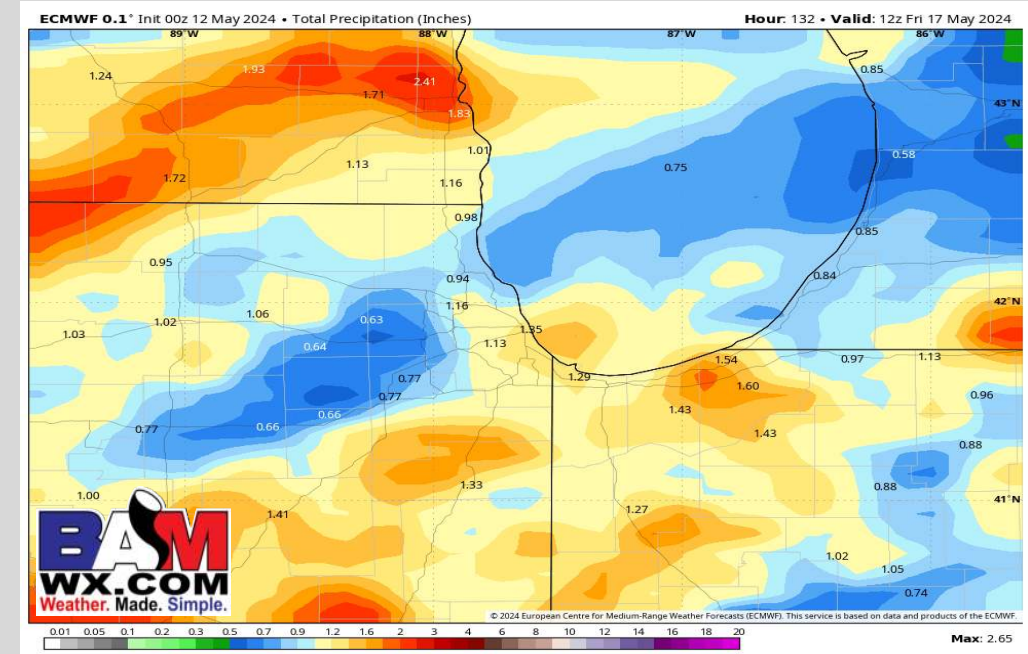 ECMWF 0.1° Init 00z 12 May 2024 • Total Precipitation (Inches) Hour: 132 • Valid: 12z Fri 17 May 2024
89°W 88°W 87°W 86°W
1.93 0.85
1.24 2.41
1.71 43°N
1.83
1.01 0.58
1.13 0.75
1.72 1.16
0.98
0.85
0.95
0.94 0.84
1.16 42°N
1.06
1.02 0.63
1.03 1.35
0.64 1.13
1.54 0.97 1.13
0.77 1.29
1.60
0.77 0.96
0.66 1.43
0.77 0.66 1.43
0.88
1.33 0.88
1.00 41°N
1.41 1.27
BAM
WX.COM
Weather. Made. Simple.
1.02
1.05
0.74
© 2024 European Centre for Medium-Range Weather Forecasts (ECMWF). This service is based on data and products of the ECMWF.
0.01 0.05 0.1 0.2 0.3 0.5 0.7 0.9 1.2 1.6 2 3 4 6 8 10 12 14 16 18 20
Max: 2.65